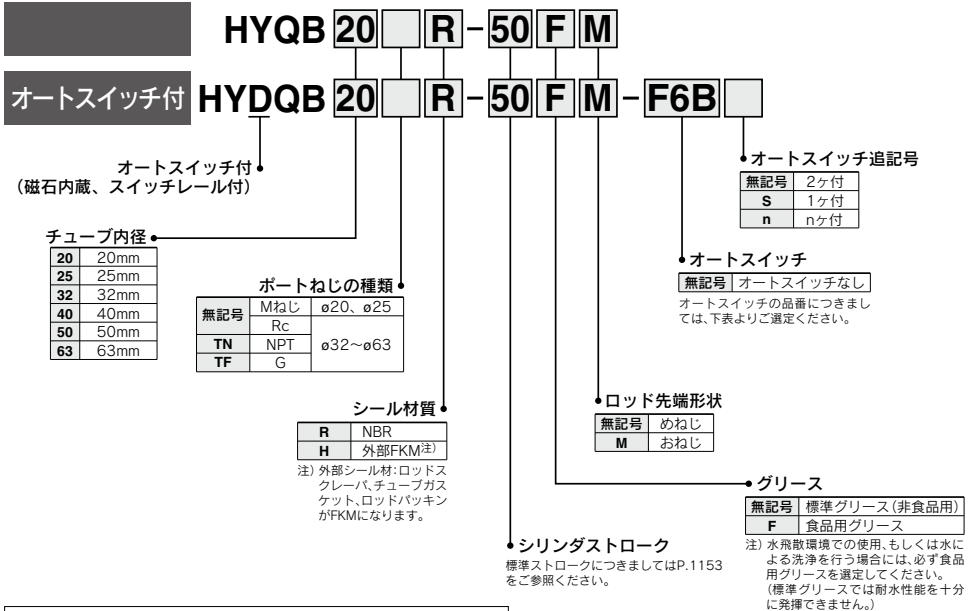 HYQB 20 R-50 F M
オートスイッチ付 HYDQB 20 R-50 F M-F6B
オートスイッチ付
(磁石内蔵、スイッチレール付)
チューブ内径
20 20mm
25 25mm
32 32mm
40 40mm
50 50mm
63 63mm
ポートねじの種類
無記号 Mねじ ø20、ø25
Rc ø32～ø63
TN NPT
TF G
シール材質
R NBR
H 外部FKM注)
注) 外部シール材:ロッドス
クレーパ、チューブガス
ケット、ロッドパッキン
がFKMになります。
シリンダストローク
標準ストロークにつきましてはP.1153
をご参照ください。
オートスイッチ追記号
無記号 2ヶ付
S 1ヶ付
n nヶ付
オートスイッチ
無記号 オートスイッチなし
オートスイッチの品番につきまし
ては、下表よりご選定ください。
ロッド先端形状
無記号 めねじ
M おねじ
グリース
無記号 標準グリース(非食品用)
F 食品用グリース
注) 水飛散環境での使用、もしくは水に
よる洗浄を行う場合には、必ず食品
用グリースを選定してください。
(標準グリースでは耐水性能を十分
に発揮できません。)